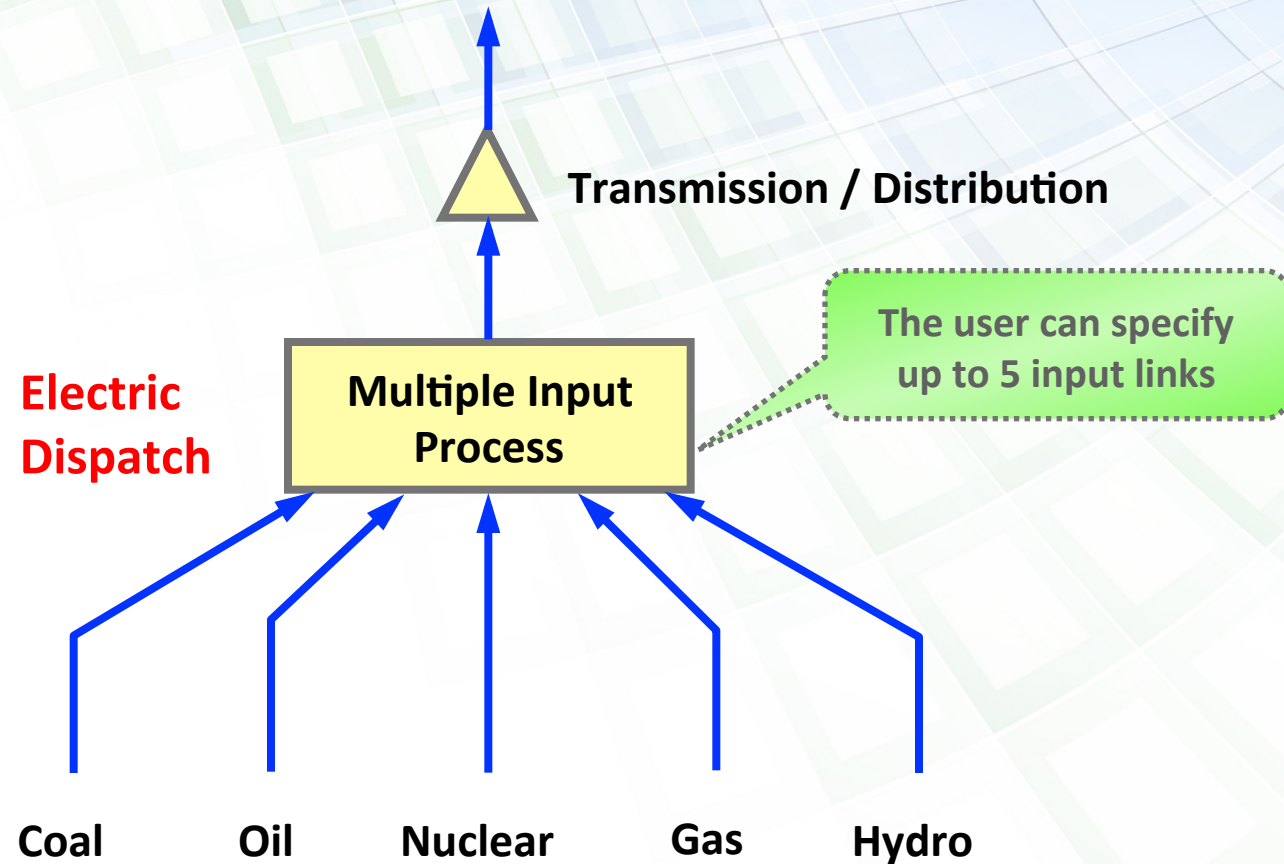 Transmission / Distribution
The user can specify
up to 5 input links
Electric
Dispatch
Multiple Input
Process
Coal
Oil
Nuclear
Gas
Hydro